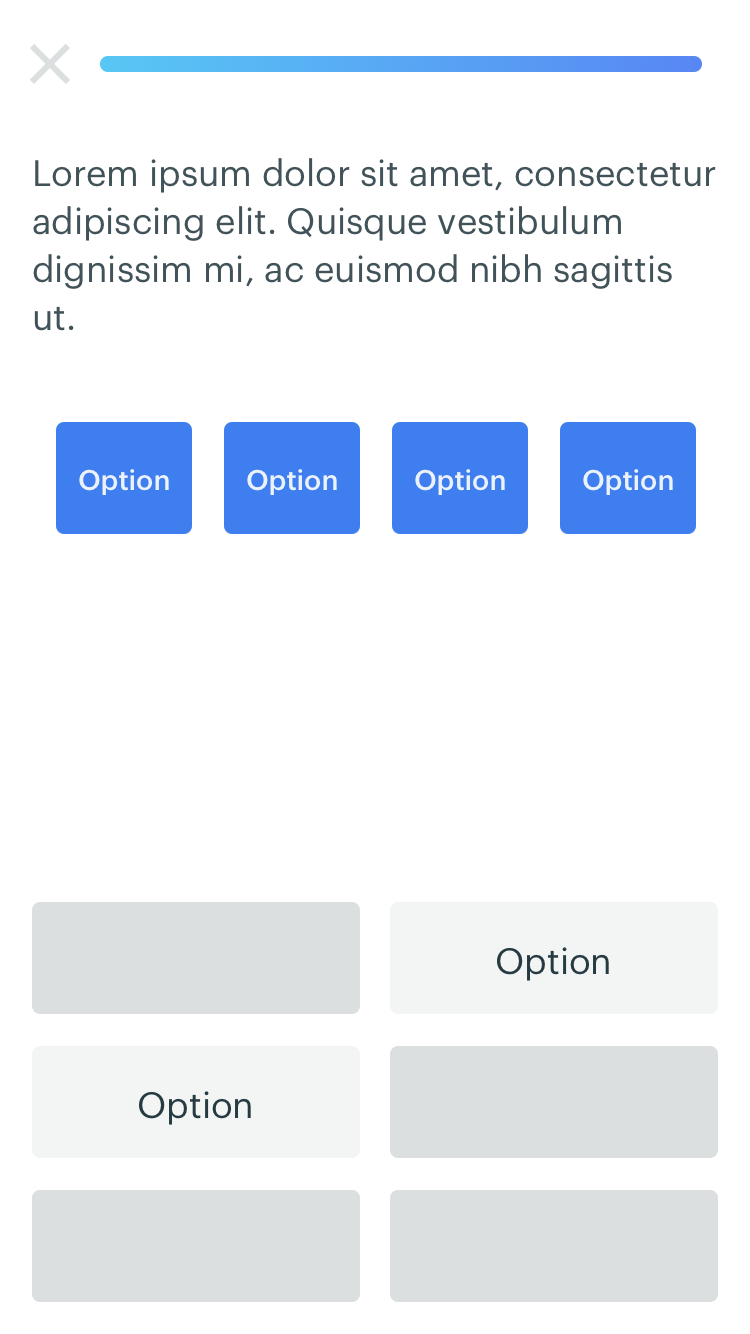 Lorem ipsum dolor sit amet, consectetur
adipiscing elit. Quisque vestibulum
dignissim mi, ac euismod nibh sagittis
ut.
Option Option Option Option
Option
Option